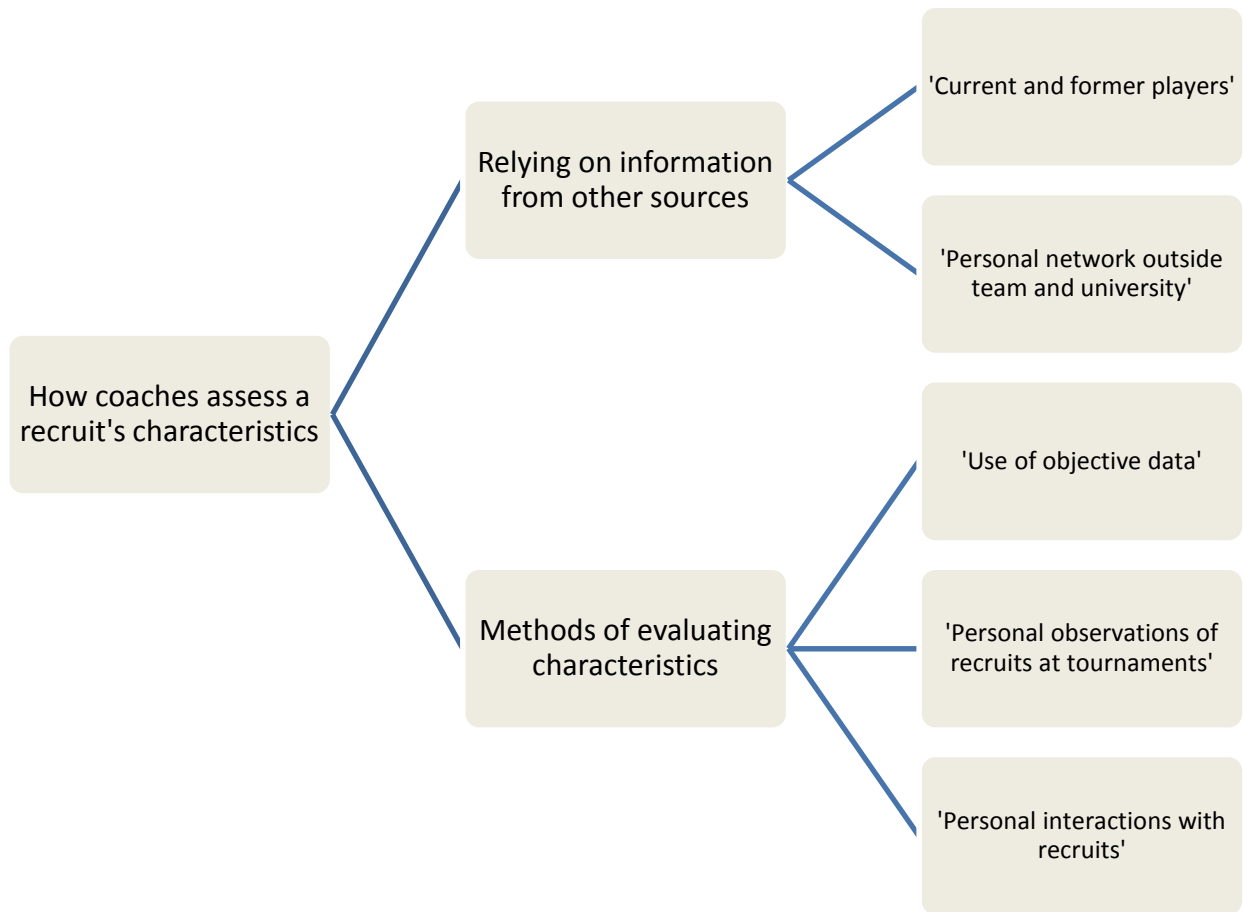 How coaches assess a
recruit's characteristics
Relying on information
from other sources
'Current and former players'
'Personal network outside
team and university'
Methods of evaluating
characteristics
'Use of objective data'
'Personal observations of
recruits at tournaments'
'Personal interactions with
recruits'